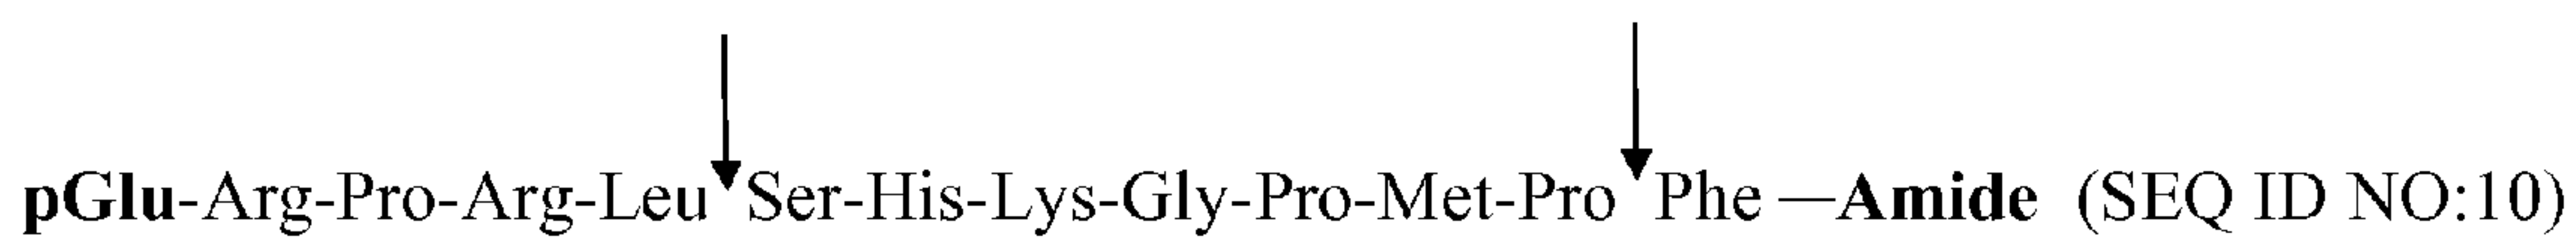 pGlu-Arg-Pro-Arg-Leu Ser-His-Lys-Gly-Pro-Met-Pro Phe —Amide (SEQ ID NO:10)